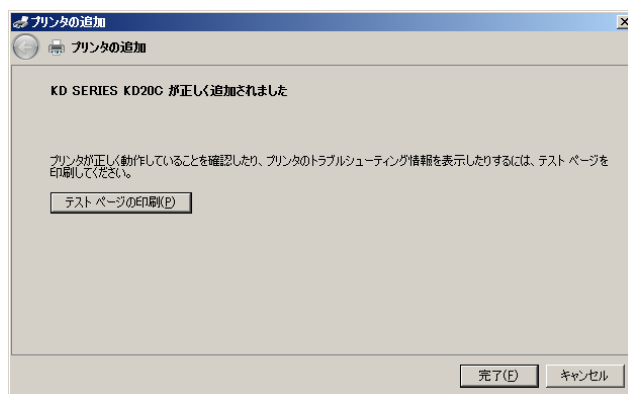 プリンタの追加
プリンタの追加
KD SERIES KD20C が正しく追加されました
プリンタが正しく動作していることを確認したり、プリンタのトラブルシューティング情報を表示したりするには、テスト ページを
印刷してください。
テスト ページの印刷(P)
完了(F)
キャンセル